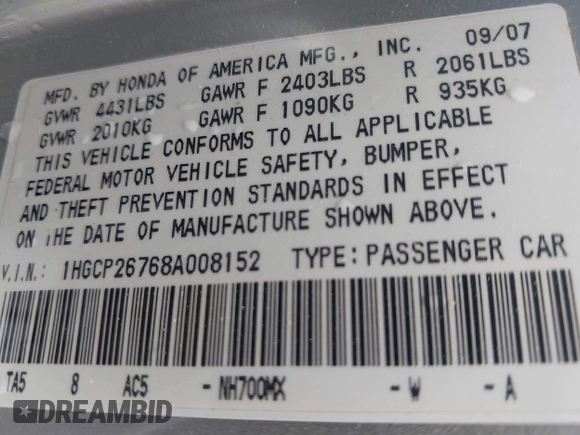 MFD. BY HONDA OF AMERICA MFG., INC. 09/07
GVWR 4431LBS GAWR F 2403LBS R 2061LBS
GVWR 2010KG GAWR F 1090KG R 935KG
THIS VEHICLE CONFORMS TO ALL APPLICABLE
FEDERAL MOTOR VEHICLE SAFETY, BUMPER,
AND THEFT PREVENTION STANDARDS IN EFFECT
ON THE DATE OF MANUFACTURE SHOWN ABOVE.
V.I.N.: 1HGCP26768A008152 TYPE:PASSENGER CAR
TA5 8 AC5 -NH700MX -W -A
DREAMBID